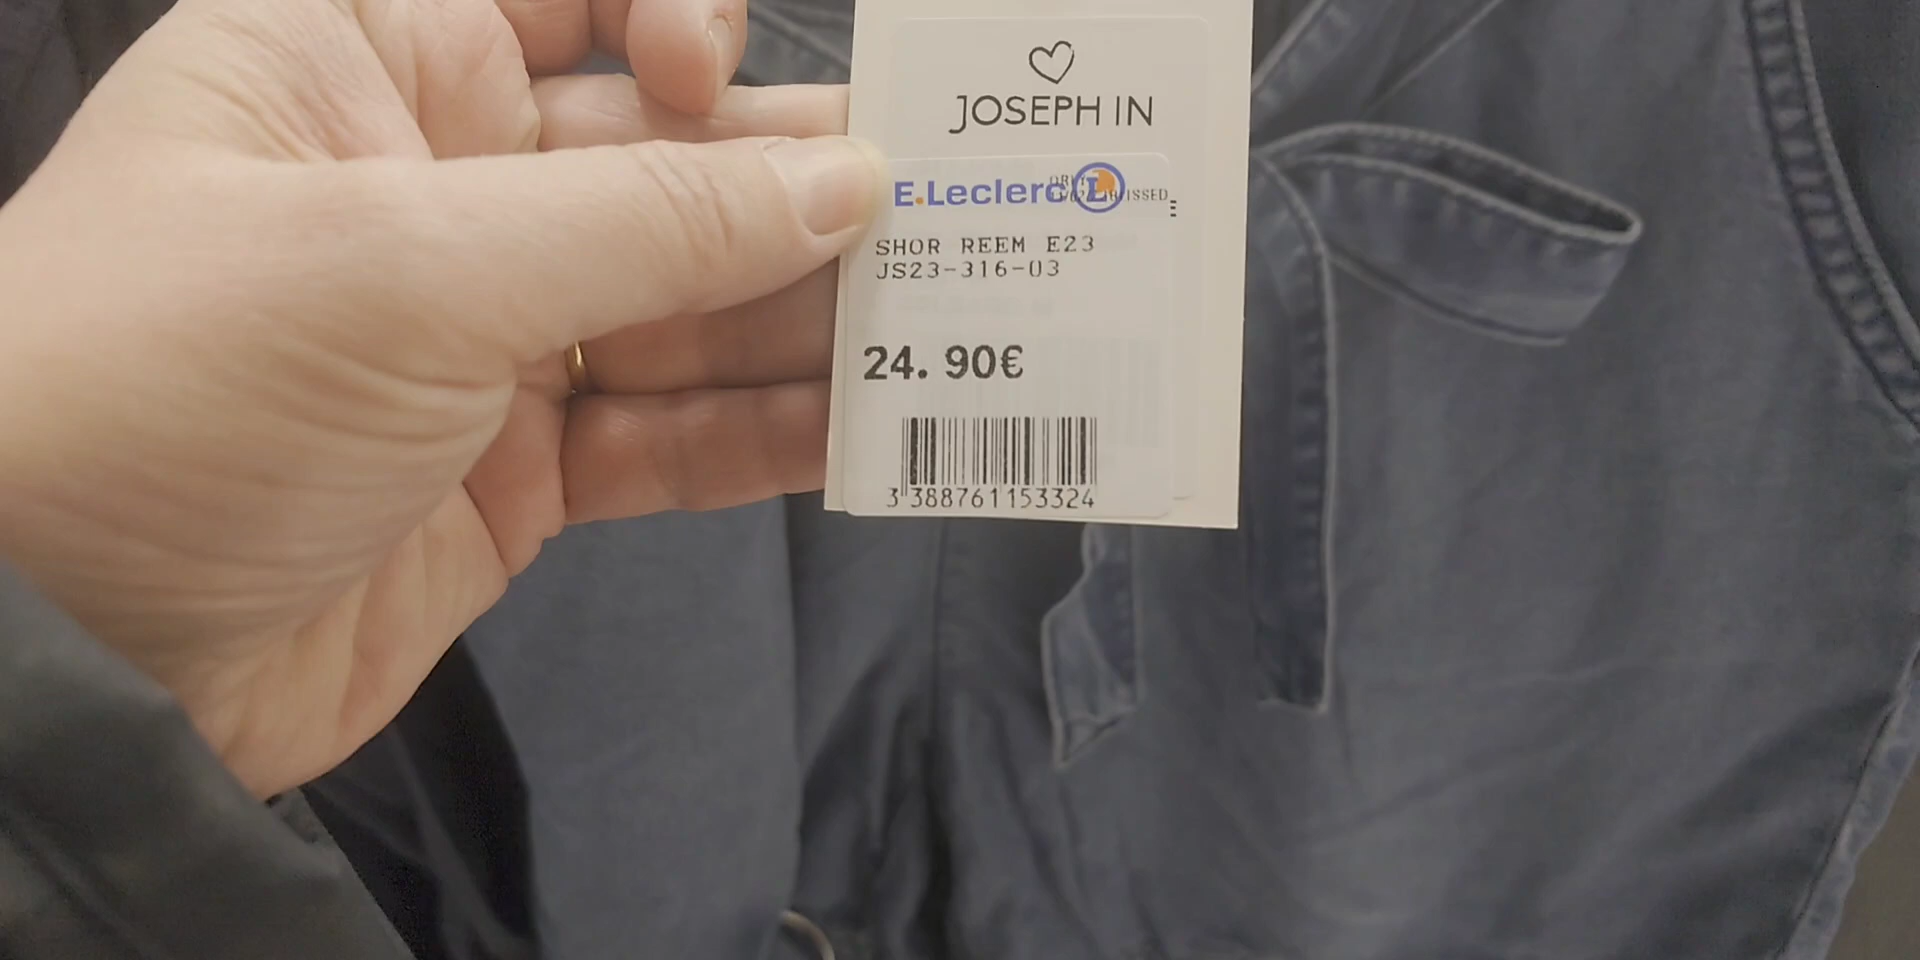 JOSEPH IN
E.Leclerc L
SHOR REEM E23
JS23-316-03
24. 90€
3 388761 153324